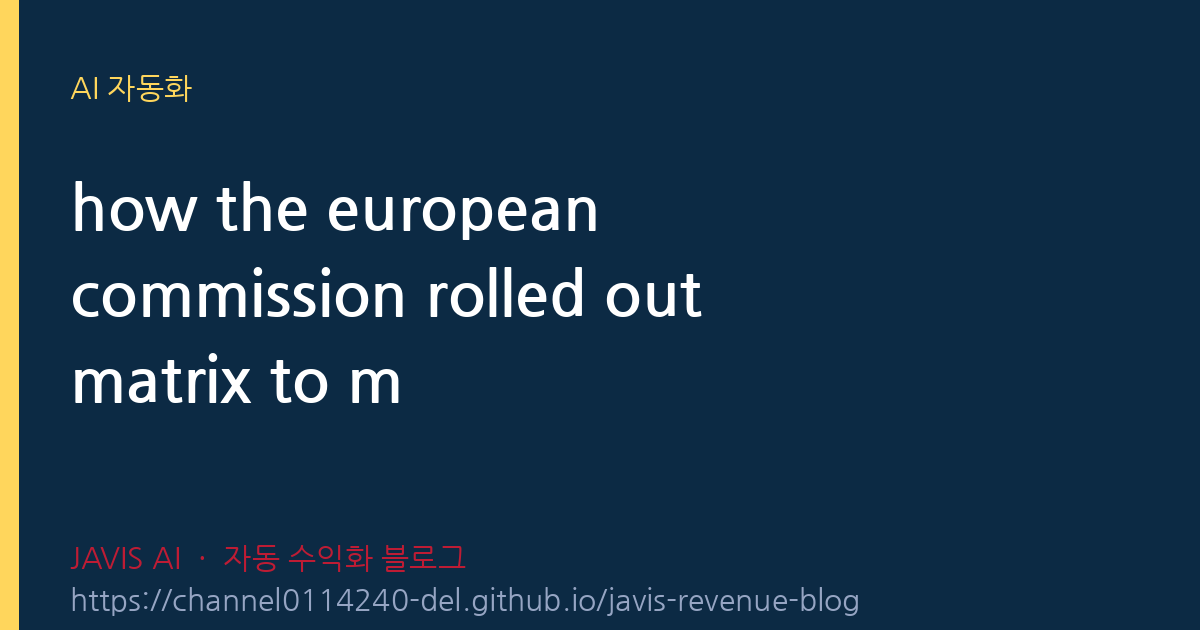 AI 자동화
how the european
commission rolled out
matrix to m
JAVIS AI · 자동 수익화 블로그
https://channel0114240-del.github.io/javis-revenue-blog